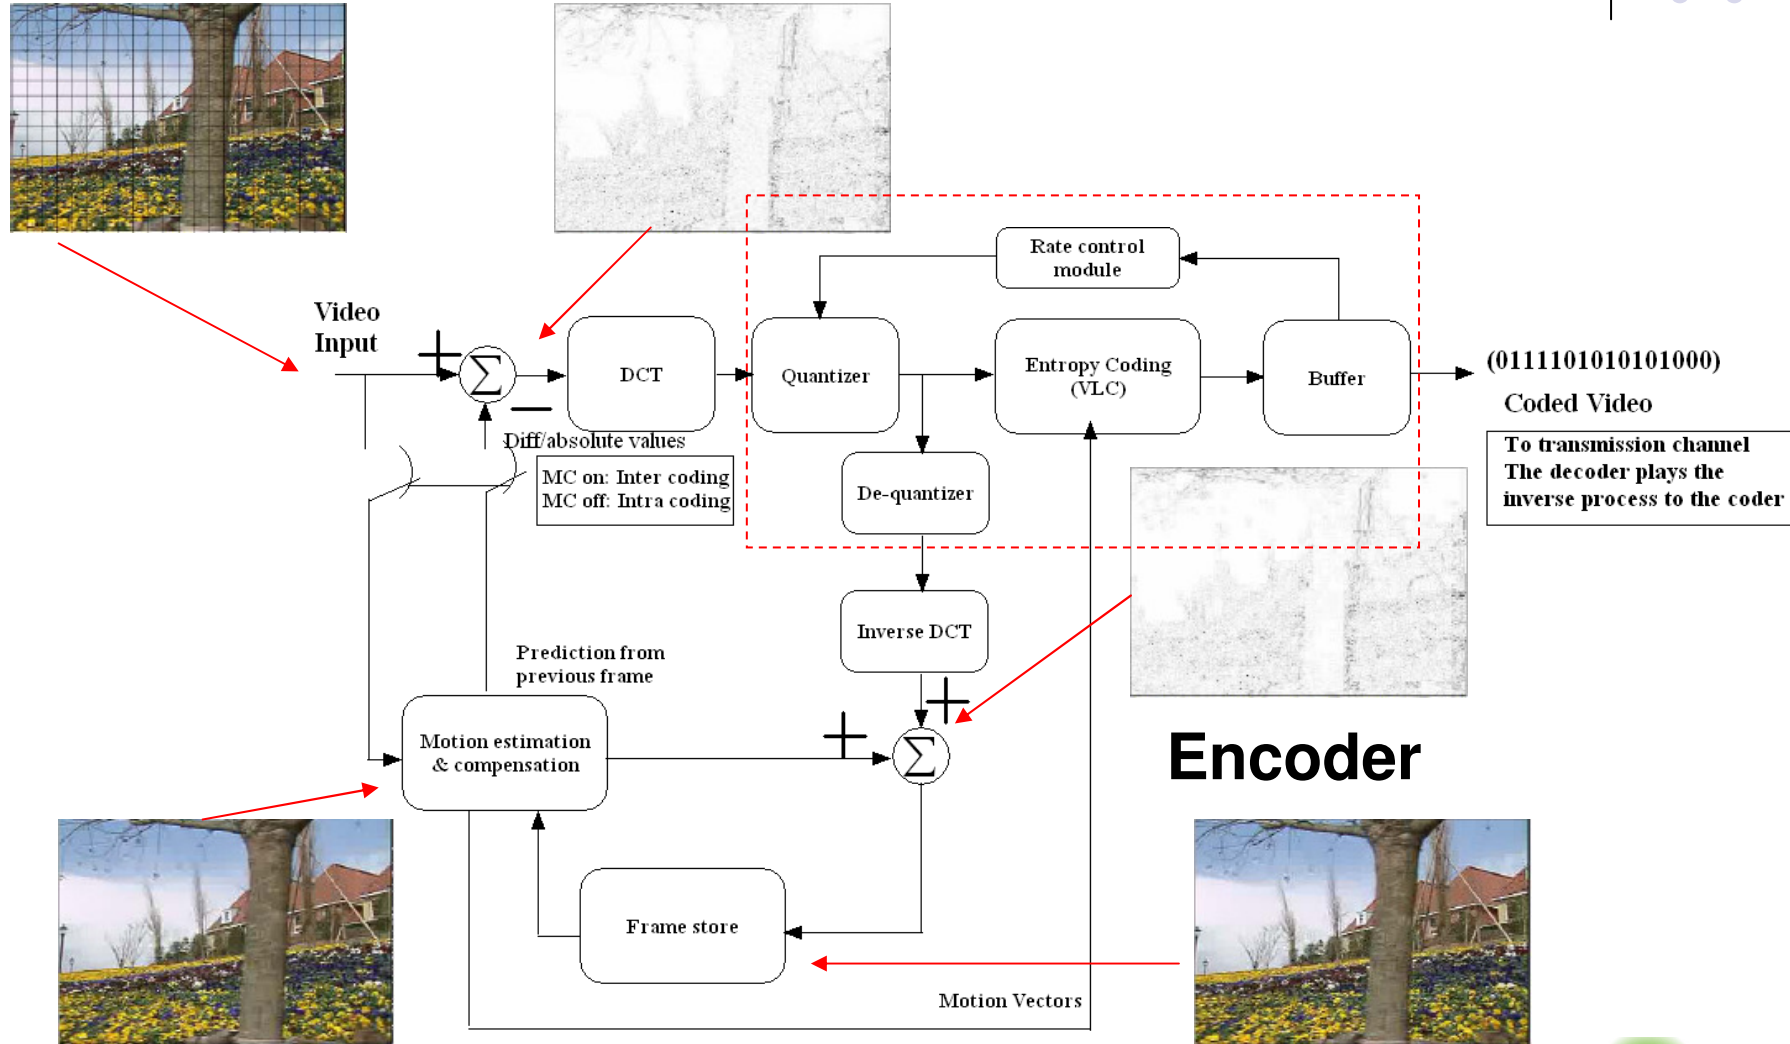 Rate control
module
Video
Input
+
Σ
DCT
Quantizer
Entropy Coding
(VLC)
Buffer
(0111101010101000)
Coded Video
To transmission channel
The decoder plays the
inverse process to the coder
—
Diff/absolute values
MC on: Inter coding
MC off: Intra coding
De-quantizer
Inverse DCT
Prediction from
previous frame
+
+
Σ
Motion estimation
& compensation
Encoder
Frame store
Motion Vectors